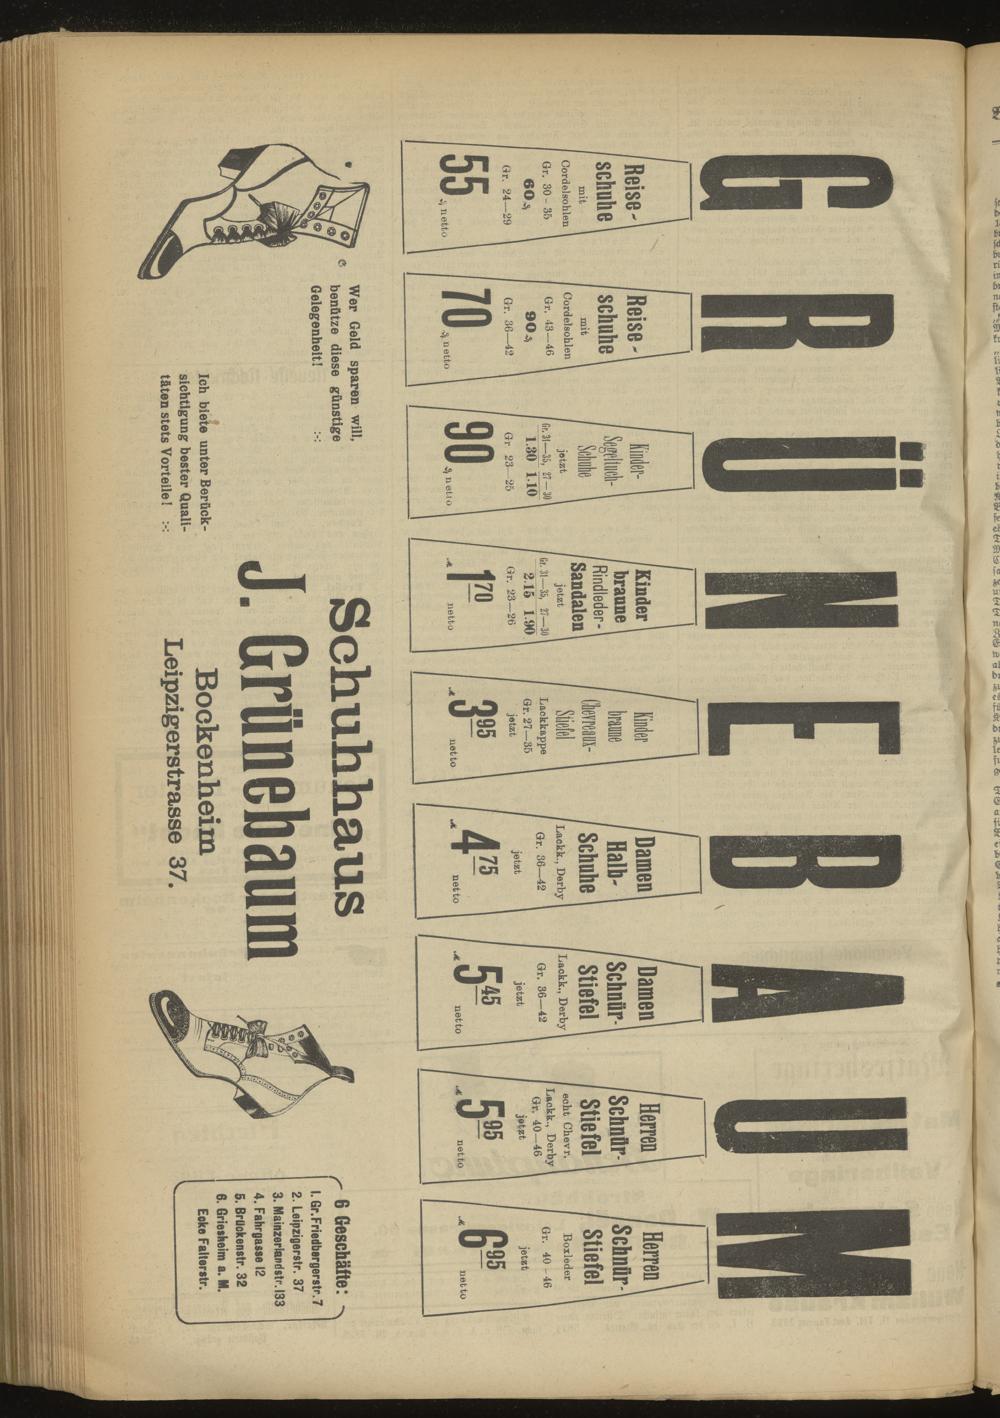 GRÜNEBAUM
Reise-
schuhe
mit
Cordelsohlen
Gr. 30-35
60 ₰
Gr. 24—29
55 ₰ netto
Reise-
schuhe
mit
Cordelsohlen
Gr. 43—46
90 ₰
Gr. 36—42
70 ₰ netto
Kinder-
Segeltuch-
Schuhe
jetzt
Gr. 31—35, 27—30
1.30 1.10
Gr 23—25
90 ₰ netto
Kinder
braune
Rindleder-
Sandalen
jetzt
Gr. 31—35, 27—30
2.15 1.90
Gr. 23—26
ℳ 1 70 netto
Kinder
braune
Chevreaux-
Stiefel
Lackkappe
Gr. 27—35
jetzt
ℳ 3 95 netto
Damen
Halb-
Schuhe
Lackk., Derby
Gr. 36—42
jetzt
ℳ 4 75 netto
Damen
Schnür-
Stiefel
Lackk., Derby
Gr. 36—42
jetzt
ℳ 5 45 netto
Herren
Schnür-
Stiefel
echt Chevr.
Lackk., Derby
Gr. 40—46
jetzt
ℳ 5 95 netto
Herren
Schnür-
Stiefel
Boxleder
Gr. 40-46
jetzt
ℳ 6 95 netto
Wer Geld sparen will,
benütze diese günstige
Gelegenheit! :-:
Ich biete unter Berück-
sichtigung bester Quali-
täten stets Vorteile! :-:
Schuhhaus
J. Grünebaum
Bockenheim
Leipzigerstrasse 37.
6 Geschäfte:
1. Gr. Friedbergerstr. 7
2. Leipzigerstr. 37
3. Mainzerlandstr. 133
4. Fahrgasse 12
5. Brückenstr. 32
6. Griesheim a. M.
Ecke Falterstr.